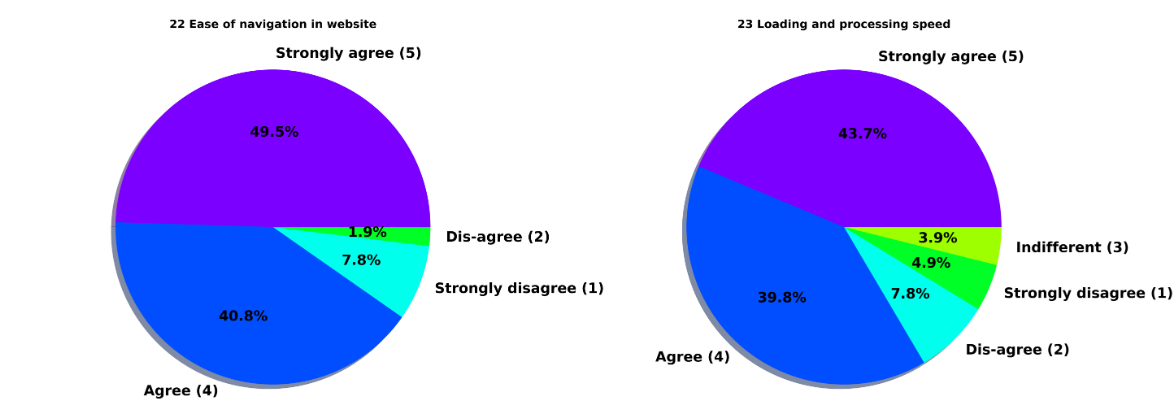 22 Ease of navigation in website
Strongly agree (5)
49.5%
1.9%
Dis-agree (2)
7.8%
Strongly disagree (1)
40.8%
Agree (4)
23 Loading and processing speed
Strongly agree (5)
43.7%
3.9%
Indifferent (3)
4.9%
Strongly disagree (1)
7.8%
Dis-agree (2)
39.8%
Agree (4)